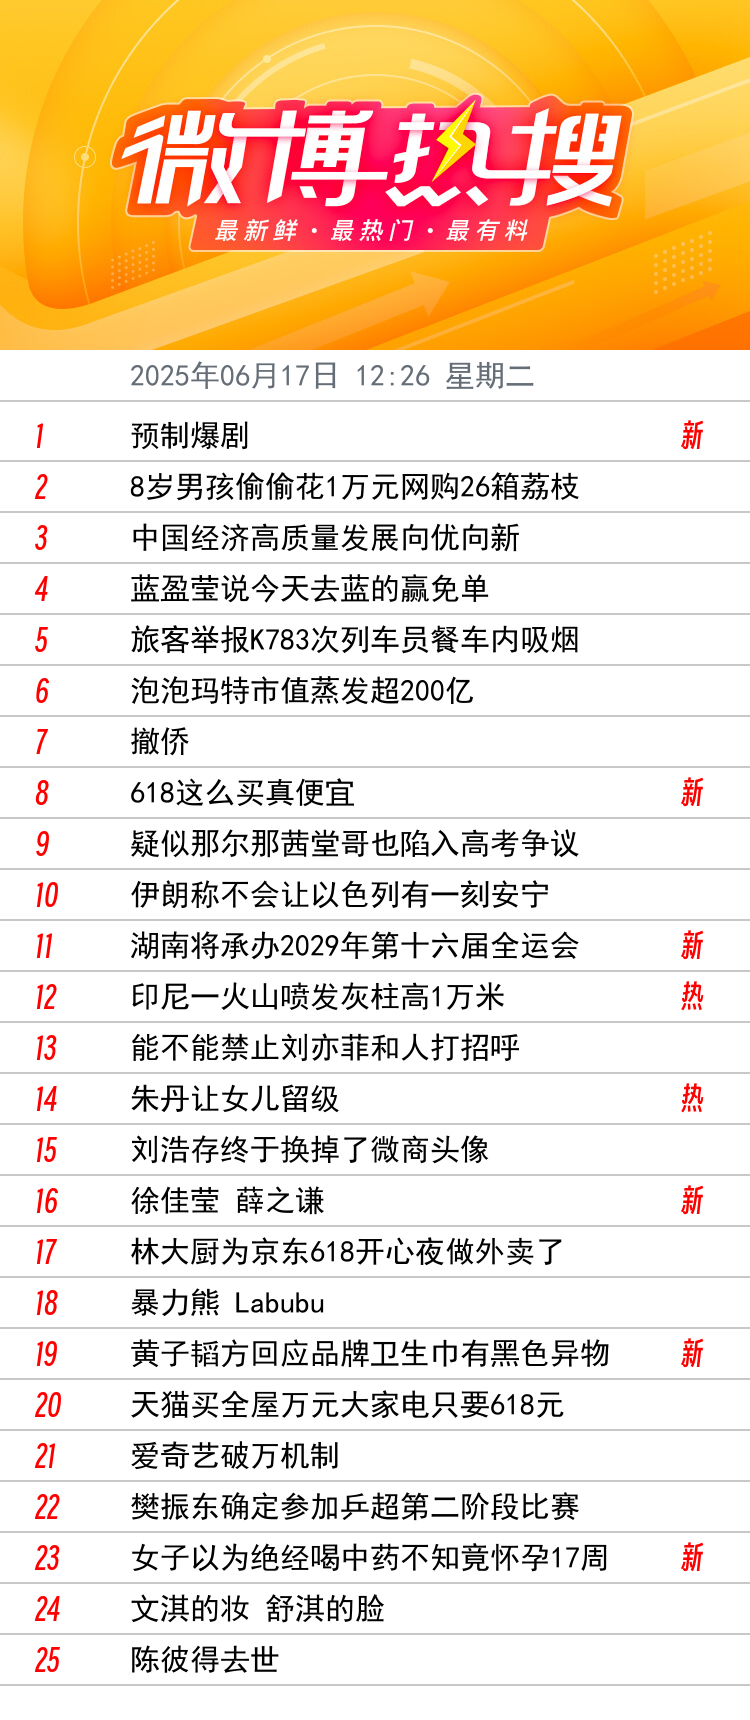 微博热搜
最新鲜·最热门·最有料
2025年06月17日 12:26 星期二
1 预制爆剧 新
2 8岁男孩偷偷花1万元网购26箱荔枝
3 中国经济高质量发展向优向新
4 蓝盈莹说今天去蓝的赢免单
5 旅客举报K783次列车员餐车内吸烟
6 泡泡玛特市值蒸发超200亿
7 撤侨
8 618这么买真便宜 新
9 疑似那尔那茜堂哥也陷入高考争议
10 伊朗称不会让以色列有一刻安宁
11 湖南将承办2029年第十六届全运会 新
12 印尼一火山喷发灰柱高1万米 热
13 能不能禁止刘亦菲和人打招呼
14 朱丹让女儿留级 热
15 刘浩存终于换掉了微商头像
16 徐佳莹 薛之谦 新
17 林大厨为京东618开心夜做外卖了
18 暴力熊 Labubu
19 黄子韬方回应品牌卫生巾有黑色异物 新
20 天猫买全屋万元大家电只要618元
21 爱奇艺破万机制
22 樊振东确定参加乒超第二阶段比赛
23 女子以为绝经喝中药不知竟怀孕17周 新
24 文淇的妆 舒淇的脸
25 陈彼得去世